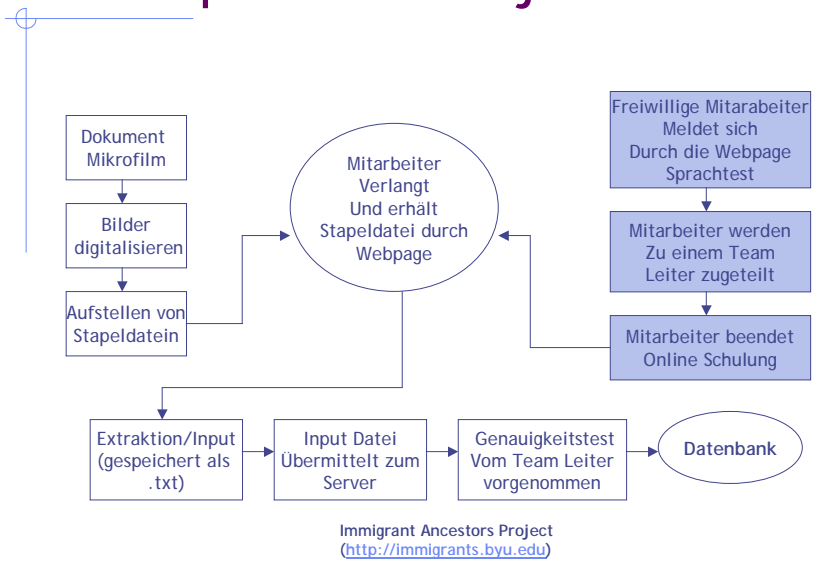 Dokument
Mikrofilm
Bilder
digitalisieren
Aufstellen von
Stapeldatein
Mitarbeiter
Verlangt
Und erhält
Stapeldatei durch
Webpage
Freiwillige Mitarabeiter
Meldet sich
Durch die Webpage
Sprachtest
Mitarbeiter werden
Zu einem Team
Leiter zugeteilt
Mitarbeiter beendet
Online Schulung
Extraktion/Input
(gespeichert als
.txt)
Input Datei
Übermittelt zum
Server
Genauigkeitstest
Vom Team Leiter
vorgenommen
Datenbank
Immigrant Ancestors Project
(http://immigrants.byu.edu)